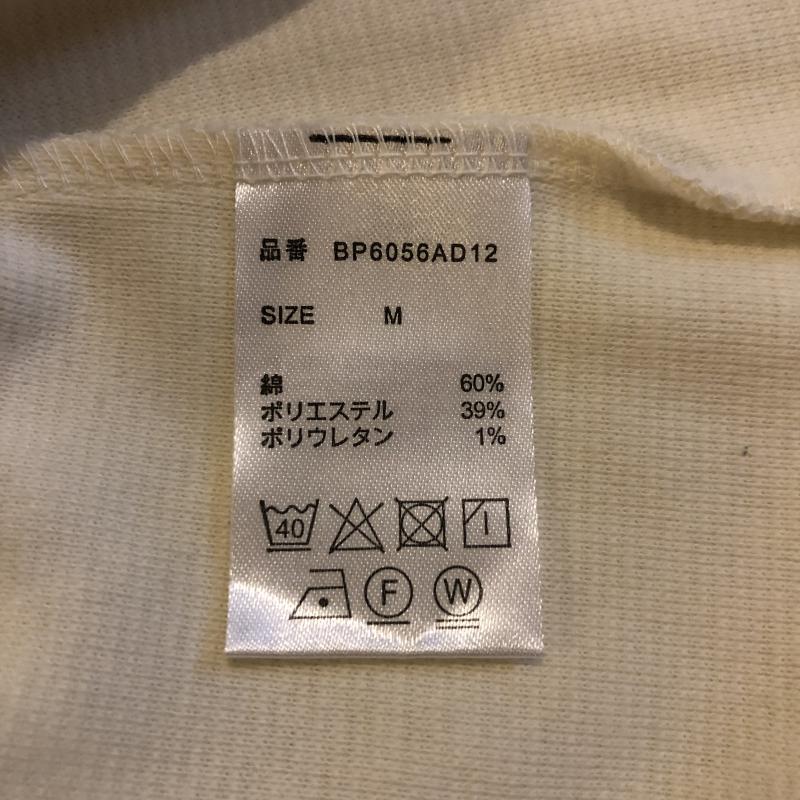 品番 BP6056AD12
SIZE M
綿 60%
ポリエステル 39%
ポリウレタン 1%
40
F W